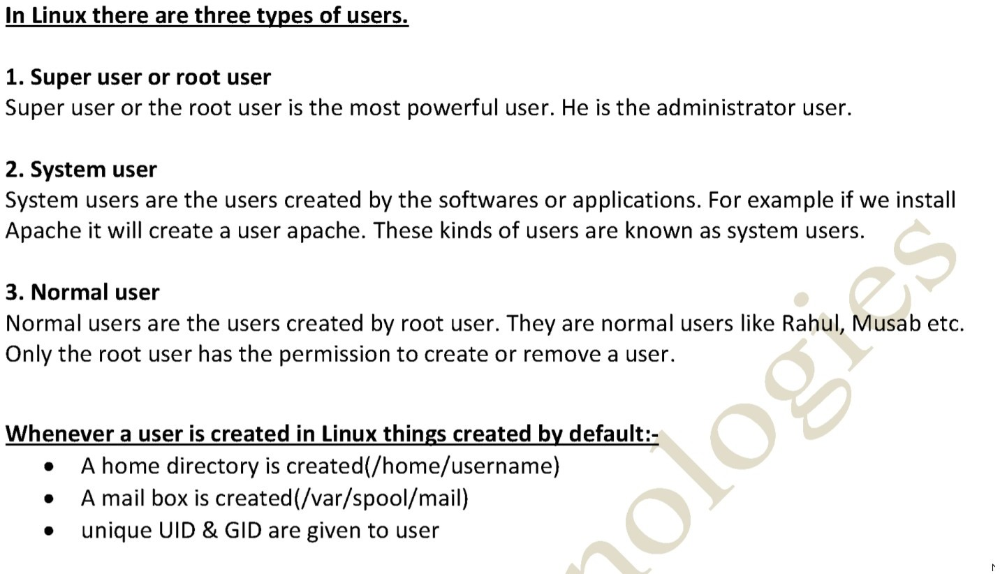 In Linux there are three types of users.
1. Super user or root user
Super user or the root user is the most powerful user. He is the administrator user.
2. System user
System users are the users created by the softwares or applications. For example if we install
Apache it will create a user apache. These kinds of users are known as system users.
3. Normal user
Normal users are the users created by root user. They are normal users like Rahul, Musab etc.
Only the root user has the permission to create or remove a user.
Whenever a user is created in Linux things created by default:-
• A home directory is created(/home/username)
• A mail box is created(/var/spool/mail)
• unique UID & GID are given to user
nologies